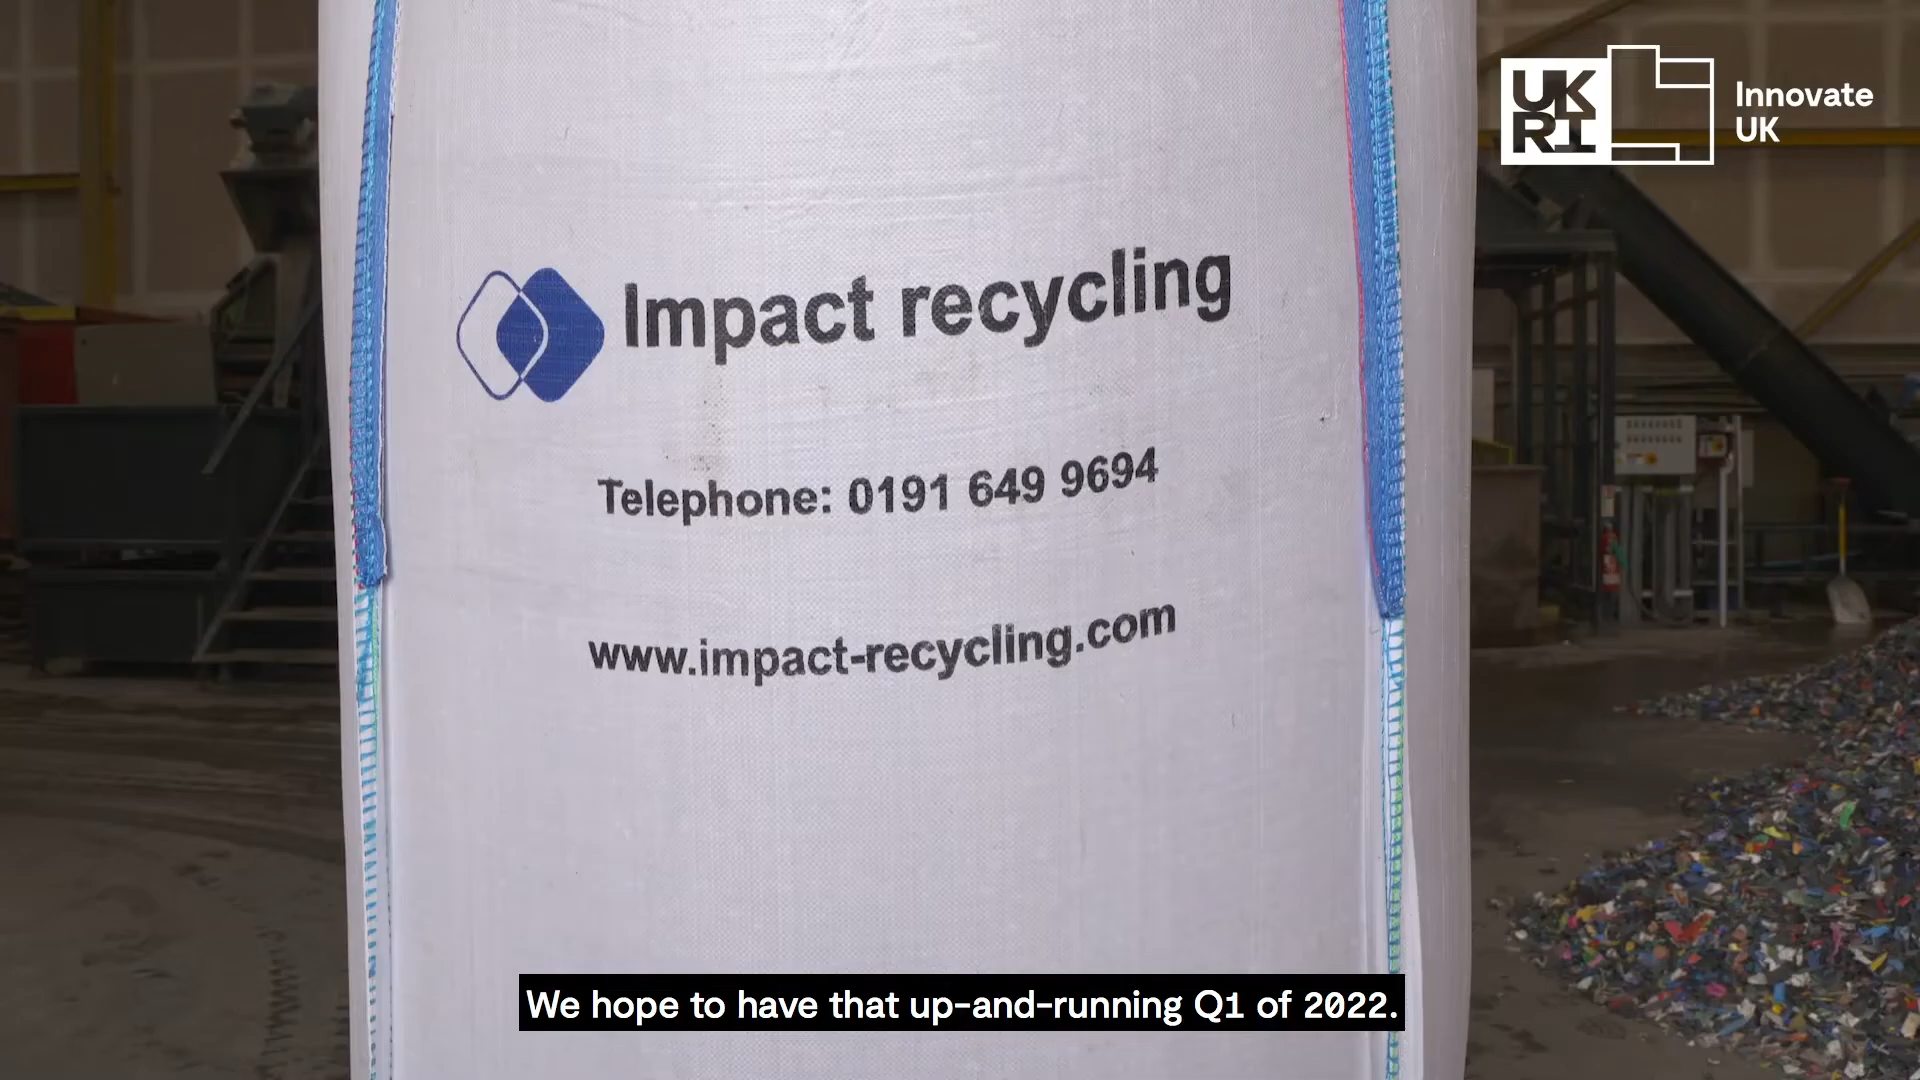 UK
RI
Innovate
UK
Impact recycling
Telephone: 0191 649 9694
www.impact-recycling.com
We hope to have that up-and-running Q1 of 2022.